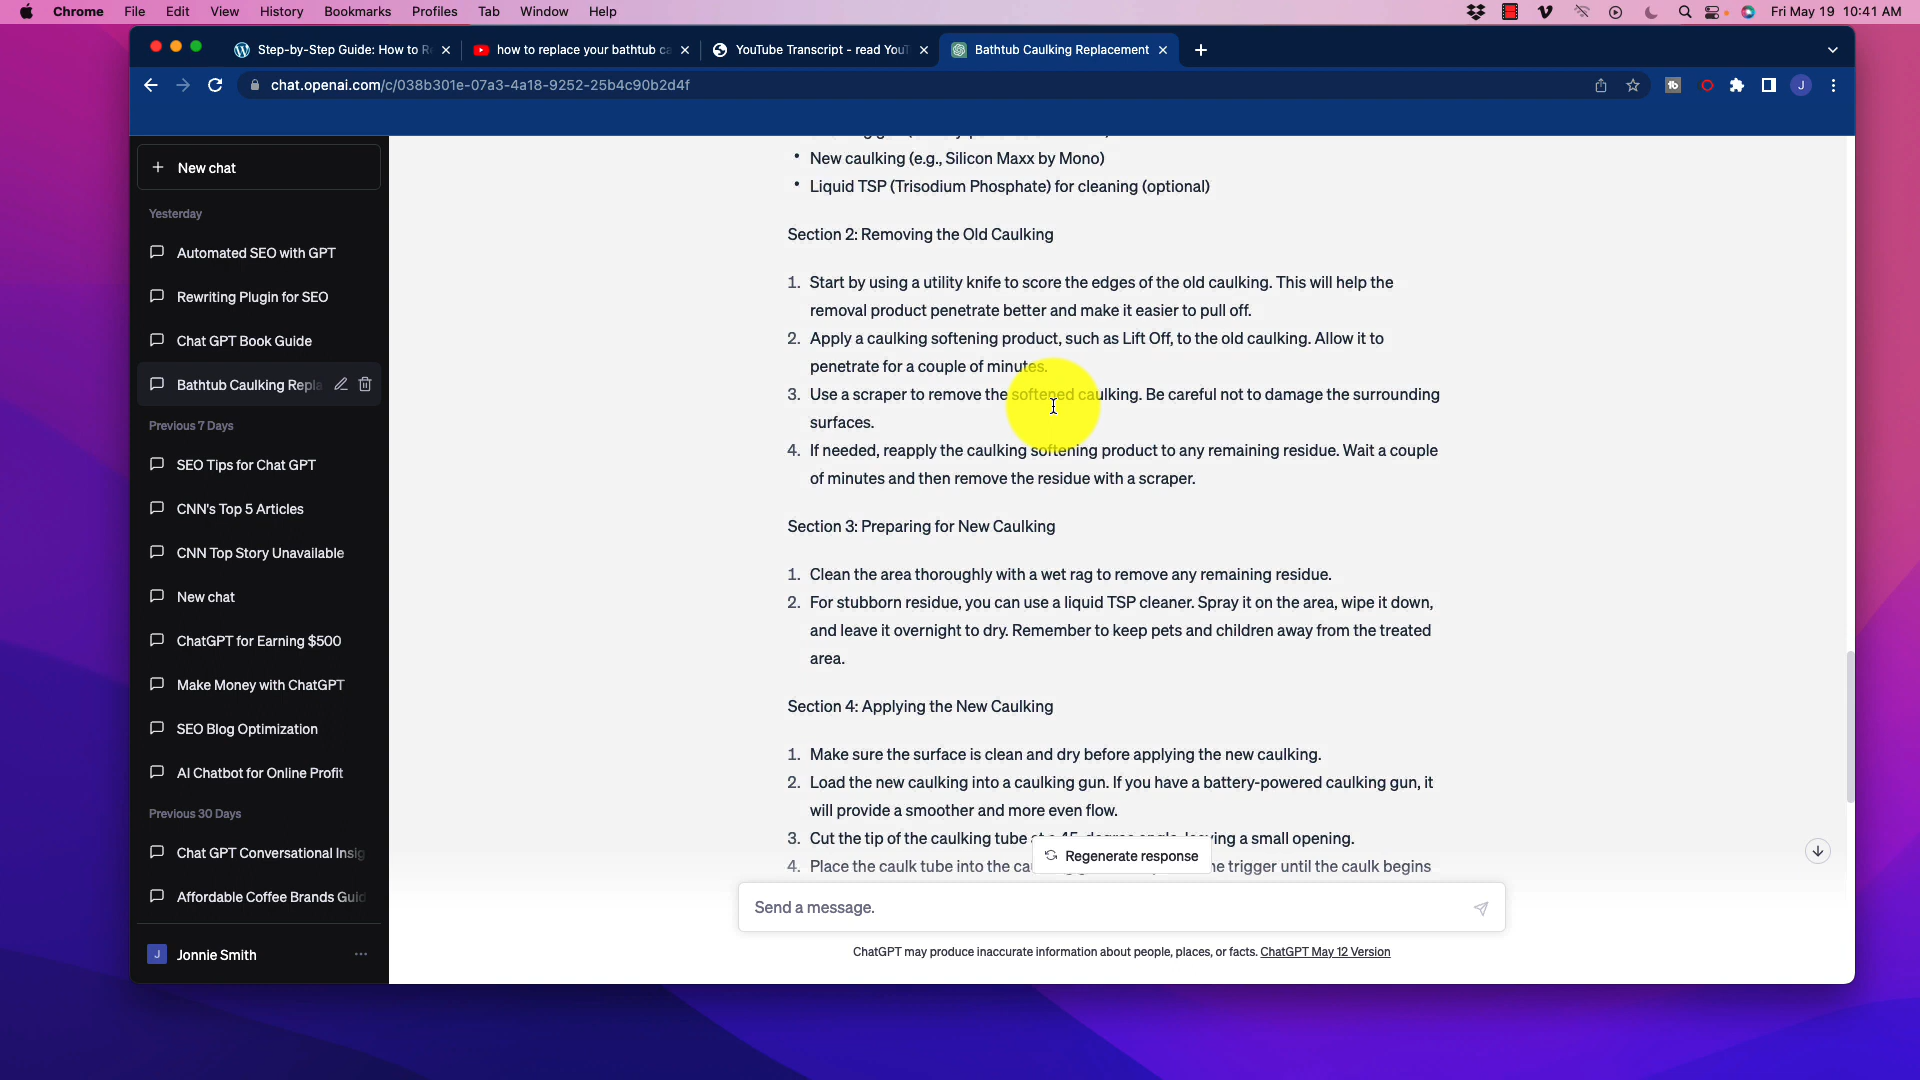 Chrome File Edit View History Bookmarks Profiles Tab Window Help
Fri May 19 10:41 AM
Step-by-Step Guide: How to R
how to replace your bathtub ca
YouTube Transcript - read YouT
Bathtub Caulking Replacement
chat.openai.com/c/038b301e-07a3-4a18-9252-25b4c90b2d4f
J
New chat
Yesterday
Automated SEO with GPT
Rewriting Plugin for SEO
Chat GPT Book Guide
Bathtub Caulking Repla
Previous 7 Days
SEO Tips for Chat GPT
CNN's Top 5 Articles
CNN Top Story Unavailable
New chat
ChatGPT for Earning $500
Make Money with ChatGPT
SEO Blog Optimization
AI Chatbot for Online Profit
Previous 30 Days
Chat GPT Conversational Insig
Affordable Coffee Brands Guid
J Jonnie Smith
• New caulking (e.g., Silicon Maxx by Mono)
• Liquid TSP (Trisodium Phosphate) for cleaning (optional)
Section 2: Removing the Old Caulking
1. Start by using a utility knife to score the edges of the old caulking. This will help the
removal product penetrate better and make it easier to pull off.
2. Apply a caulking softening product, such as Lift Off, to the old caulking. Allow it to
penetrate for a couple of minutes.
3. Use a scraper to remove the softened caulking. Be careful not to damage the surrounding
surfaces.
4. If needed, reapply the caulking softening product to any remaining residue. Wait a couple
of minutes and then remove the residue with a scraper.
Section 3: Preparing for New Caulking
1. Clean the area thoroughly with a wet rag to remove any remaining residue.
2. For stubborn residue, you can use a liquid TSP cleaner. Spray it on the area, wipe it down,
and leave it overnight to dry. Remember to keep pets and children away from the treated
area.
Section 4: Applying the New Caulking
1. Make sure the surface is clean and dry before applying the new caulking.
2. Load the new caulking into a caulking gun. If you have a battery-powered caulking gun, it
will provide a smoother and more even flow.
3. Cut the tip of the caulking tube at a 45-degree angle, leaving a small opening.
Regenerate response
4. Place the caulk tube into the trigger until the caulk begins
Send a message.
ChatGPT may produce inaccurate information about people, places, or facts. ChatGPT May 12 Version